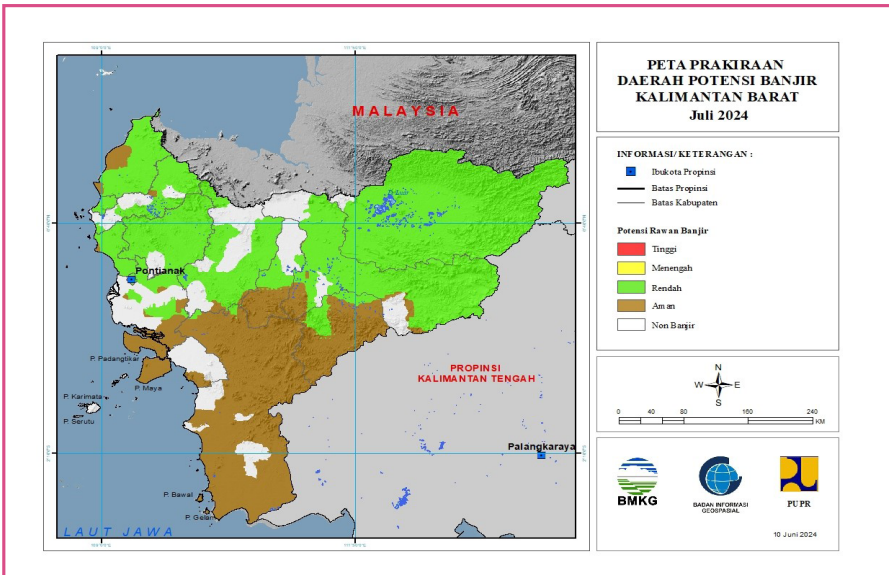 PETA PRAKIRAAN
DAERAH POTENSI BANJIR
KALIMANTAN BARAT
Juli 2024
INFORMASI/ KETERANGAN :
Ibukota Propinsi
Batas Propinsi
Batas Kabupaten
Potensi Rawan Banjir
Tinggi
Menengah
Rendah
Aman
Non Banjir
N
W E
S
0 40 80 160 240
KM
BMKG
BADAN INFORMASI
GEOSPASIAL
PUPR
10 Juni 2024
MALAYSIA
Pontianak
P. Padangtikar
P. Maya
P. Karimata
P. Serutu
PROPINSI
KALIMANTAN TENGAH
Palangkaraya
P. Bawal
P. Gelam
LAUT JAWA